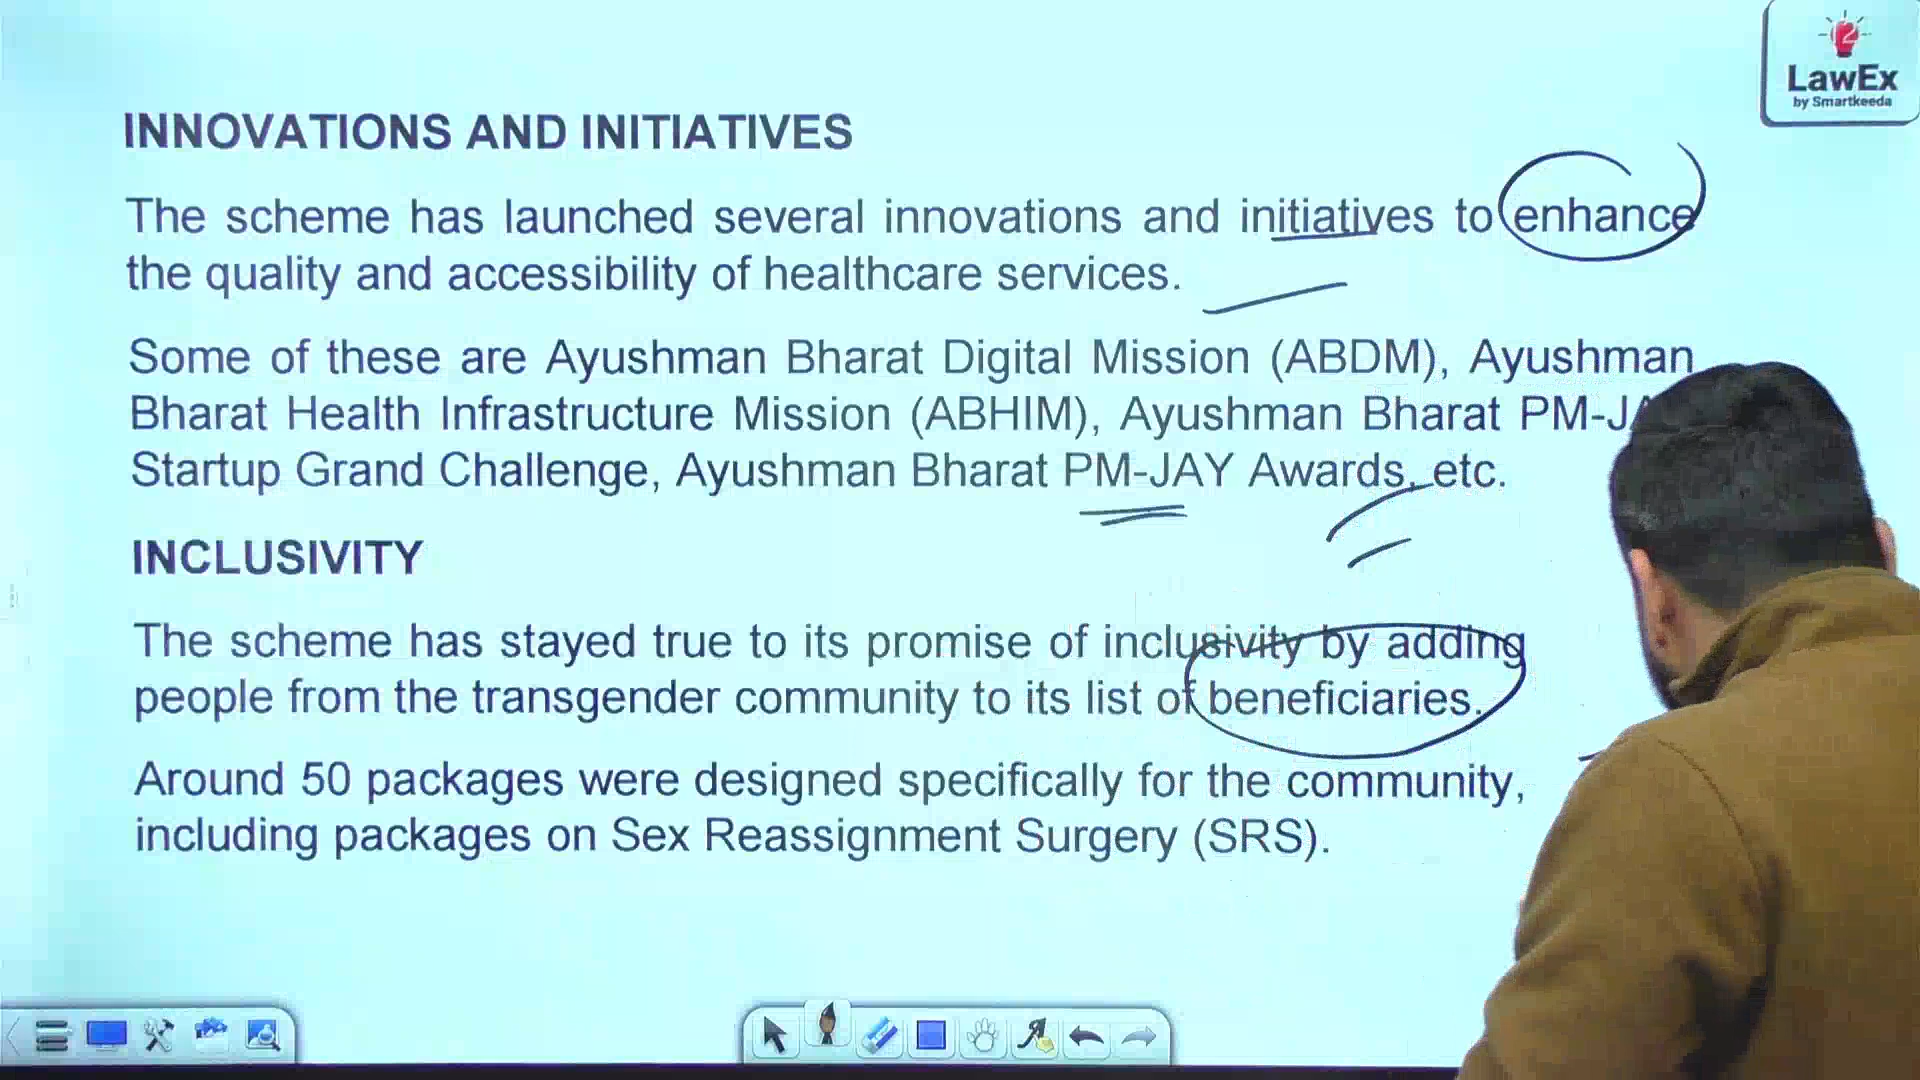 LawEx
by Smartkeeda
INNOVATIONS AND INITIATIVES
The scheme has launched several innovations and initiatives to enhance
the quality and accessibility of healthcare services.
Some of these are Ayushman Bharat Digital Mission (ABDM), Ayushman
Bharat Health Infrastructure Mission (ABHIM), Ayushman Bharat
Startup Grand Challenge, Ayushman Bharat PM-JAY Awards, etc.
INCLUSIVITY
The scheme has stayed true to its promise of inclusivity by adding
people from the transgender community to its list of beneficiaries.
Around 50 packages were designed specifically for the community,
including packages on Sex Reassignment Surgery (SRS).